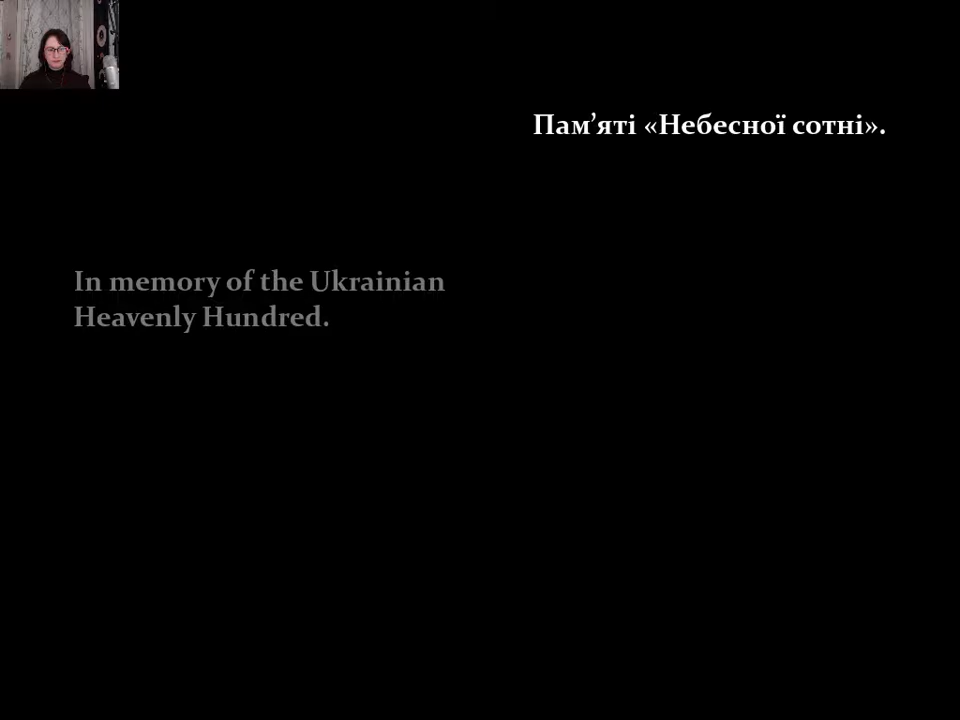 Пам’яті «Небесної сотні».
In memory of the Ukrainian
Heavenly Hundred.